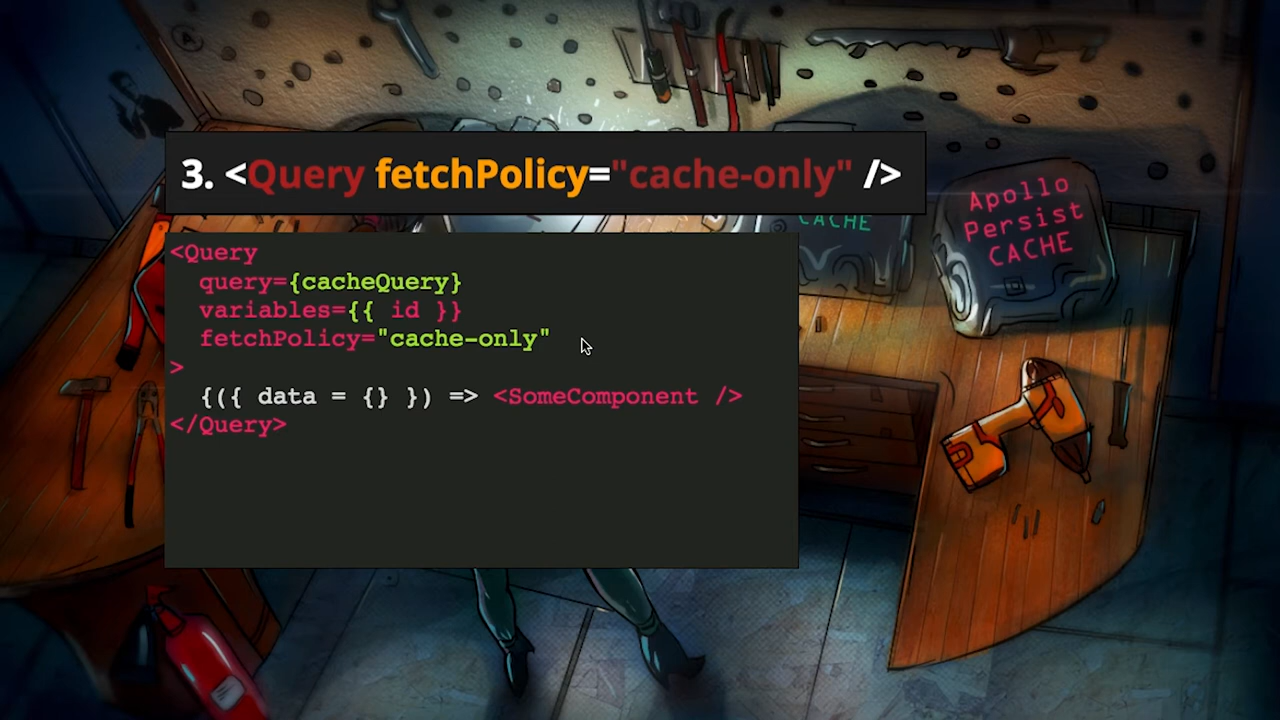 3. <Query fetchPolicy="cache-only" />
CACHE
Apollo
Persist
CACHE
<Query
  query={cacheQuery}
  variables={{ id }}
  fetchPolicy="cache-only"
>
  {({ data = {} }) => <SomeComponent />
</Query>
A